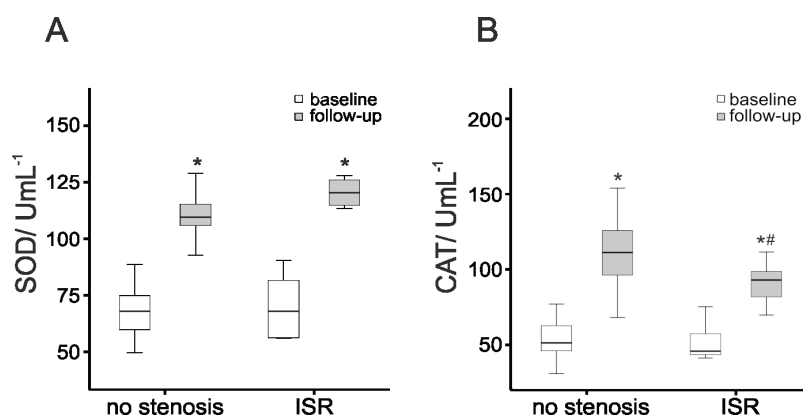 A
baseline
follow-up
150
125
100
75
50
SOD/ UmL⁻¹
*
*
no stenosis
ISR
B
baseline
follow-up
200
150
100
50
CAT/ UmL⁻¹
*
*#
no stenosis
ISR